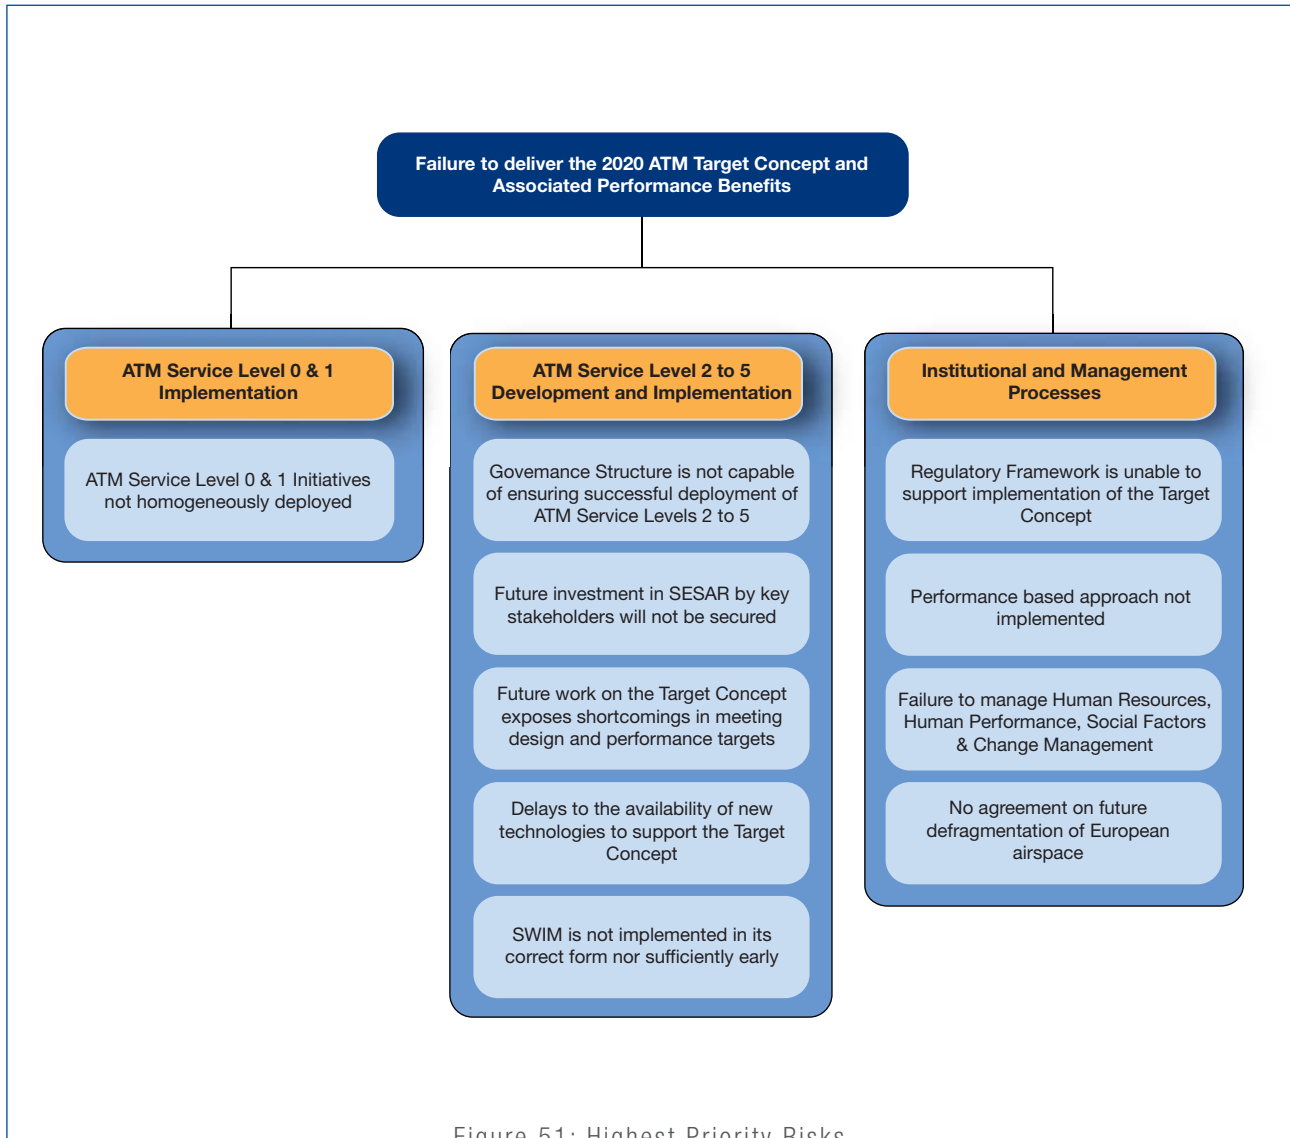 Failure to deliver the 2020 ATM Target Concept and
Associated Performance Benefits
ATM Service Level 0 & 1
Implementation
ATM Service Level 0 & 1 Initiatives
not homogeneously deployed
ATM Service Level 2 to 5
Development and Implementation
Governance Structure is not capable
of ensuring successful deployment of
ATM Service Levels 2 to 5
Future investment in SESAR by key
stakeholders will not be secured
Future work on the Target Concept
exposes shortcomings in meeting
design and performance targets
Delays to the availability of new
technologies to support the Target
Concept
SWIM is not implemented in its
correct form nor sufficiently early
Institutional and Management
Processes
Regulatory Framework is unable to
support implementation of the Target
Concept
Performance based approach not
implemented
Failure to manage Human Resources,
Human Performance, Social Factors
& Change Management
No agreement on future
defragmentation of European
airspace
Figure 51: Highest Priority Risks